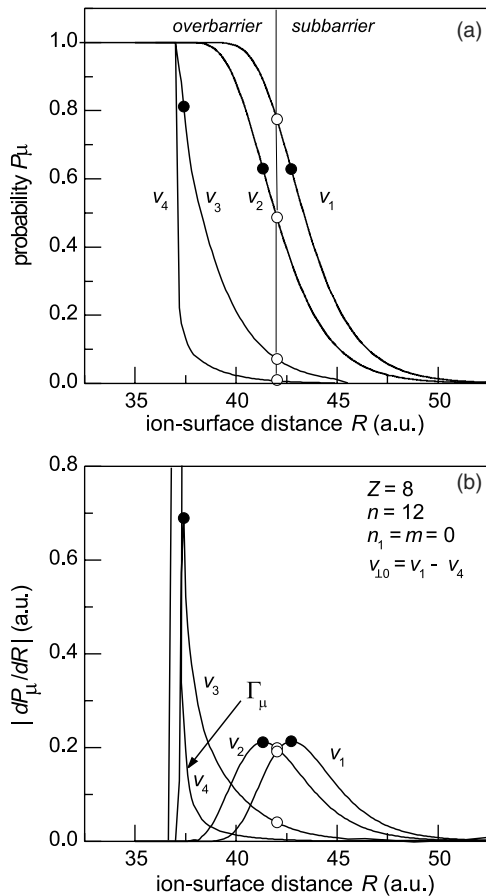 overbarrier subbarrier (a)
1.0
0.8
0.6
0.4
0.2
0.0
probability Pμ
v4 v3 v2 v1
35 40 45 50
ion-surface distance R (a.u.)
(b)
0.8
0.6
0.4
0.2
0.0
| dPμ/dR | (a.u.)
Z = 8
n = 12
n1 = m = 0
v⊥0 = v1 - v4
v3
Γμ
v2
v1
v4
35 40 45 50
ion-surface distance R (a.u.)